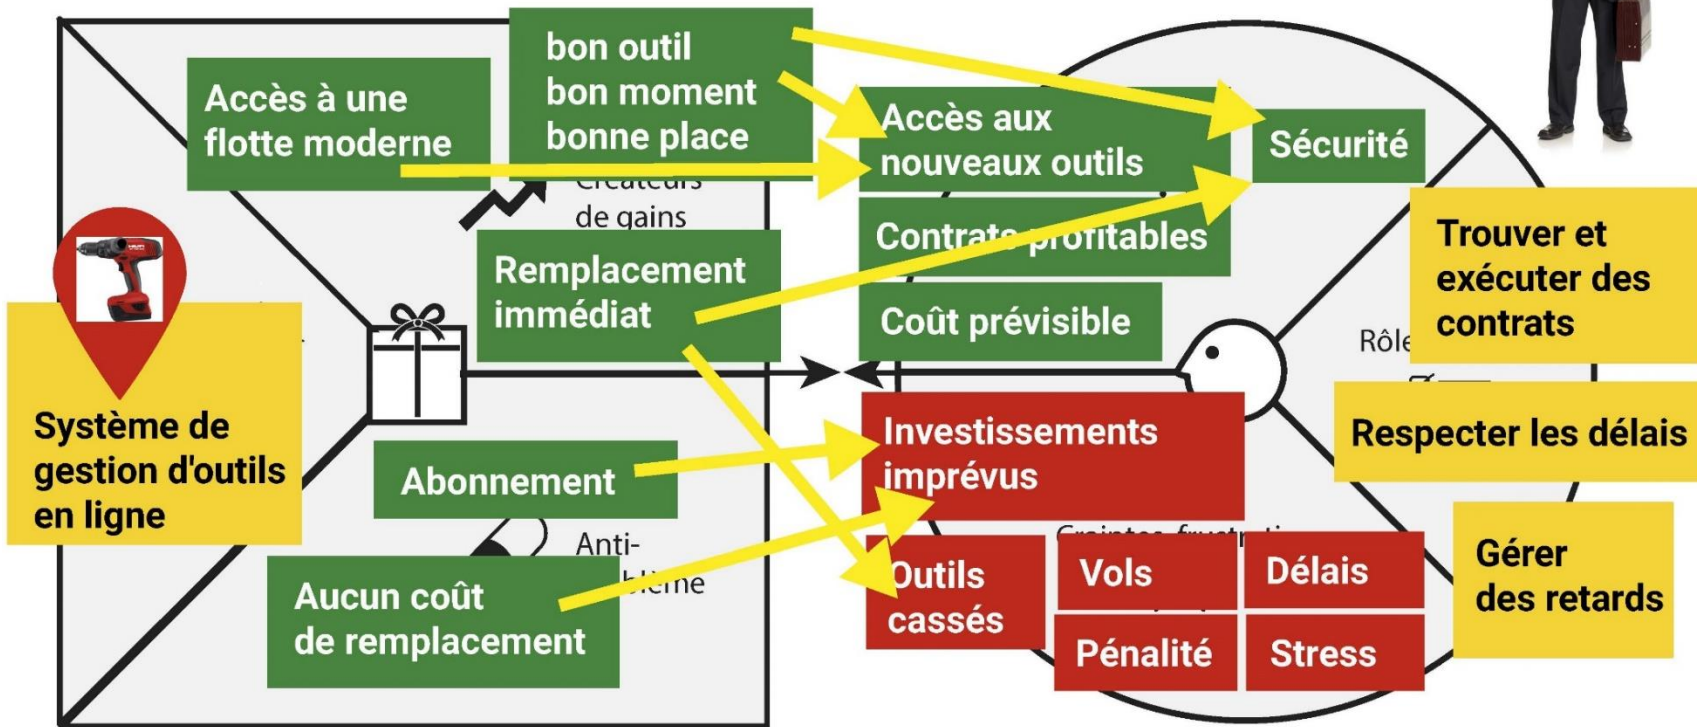 Accès à une
flotte moderne
bon outil
bon moment
bonne place
de gains
Remplacement
immédiat
HILTI
Système de
gestion d'outils
en ligne
Abonnement
Anti-
Aucun coût
de remplacement
Accès aux
nouveaux outils
Sécurité
Contrats profitables
Coût prévisible
Trouver et
exécuter des
contrats
Rôle
Respecter les délais
Gérer
des retards
Investissements
imprévus
Outils
cassés
Vols
Délais
Pénalité
Stress